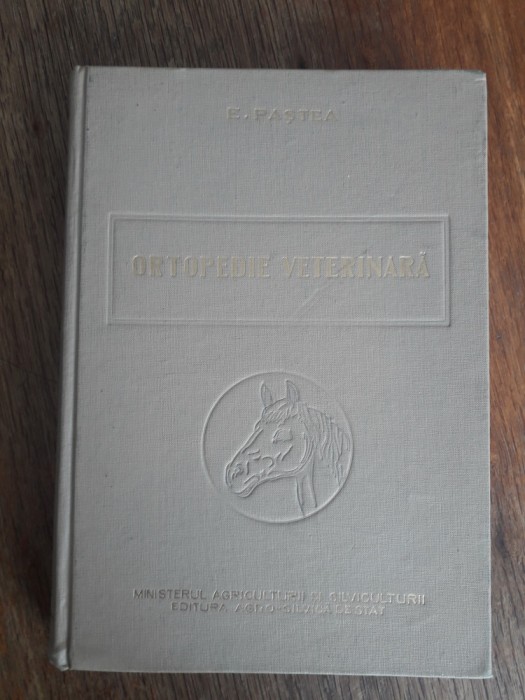 E. PAȘTEA
ORTOPEDIE VETERINARĂ
MINISTERUL AGRICULTURII ȘI SILVICULTURII
EDITURA AGRO-SILVICĂ DE STAT